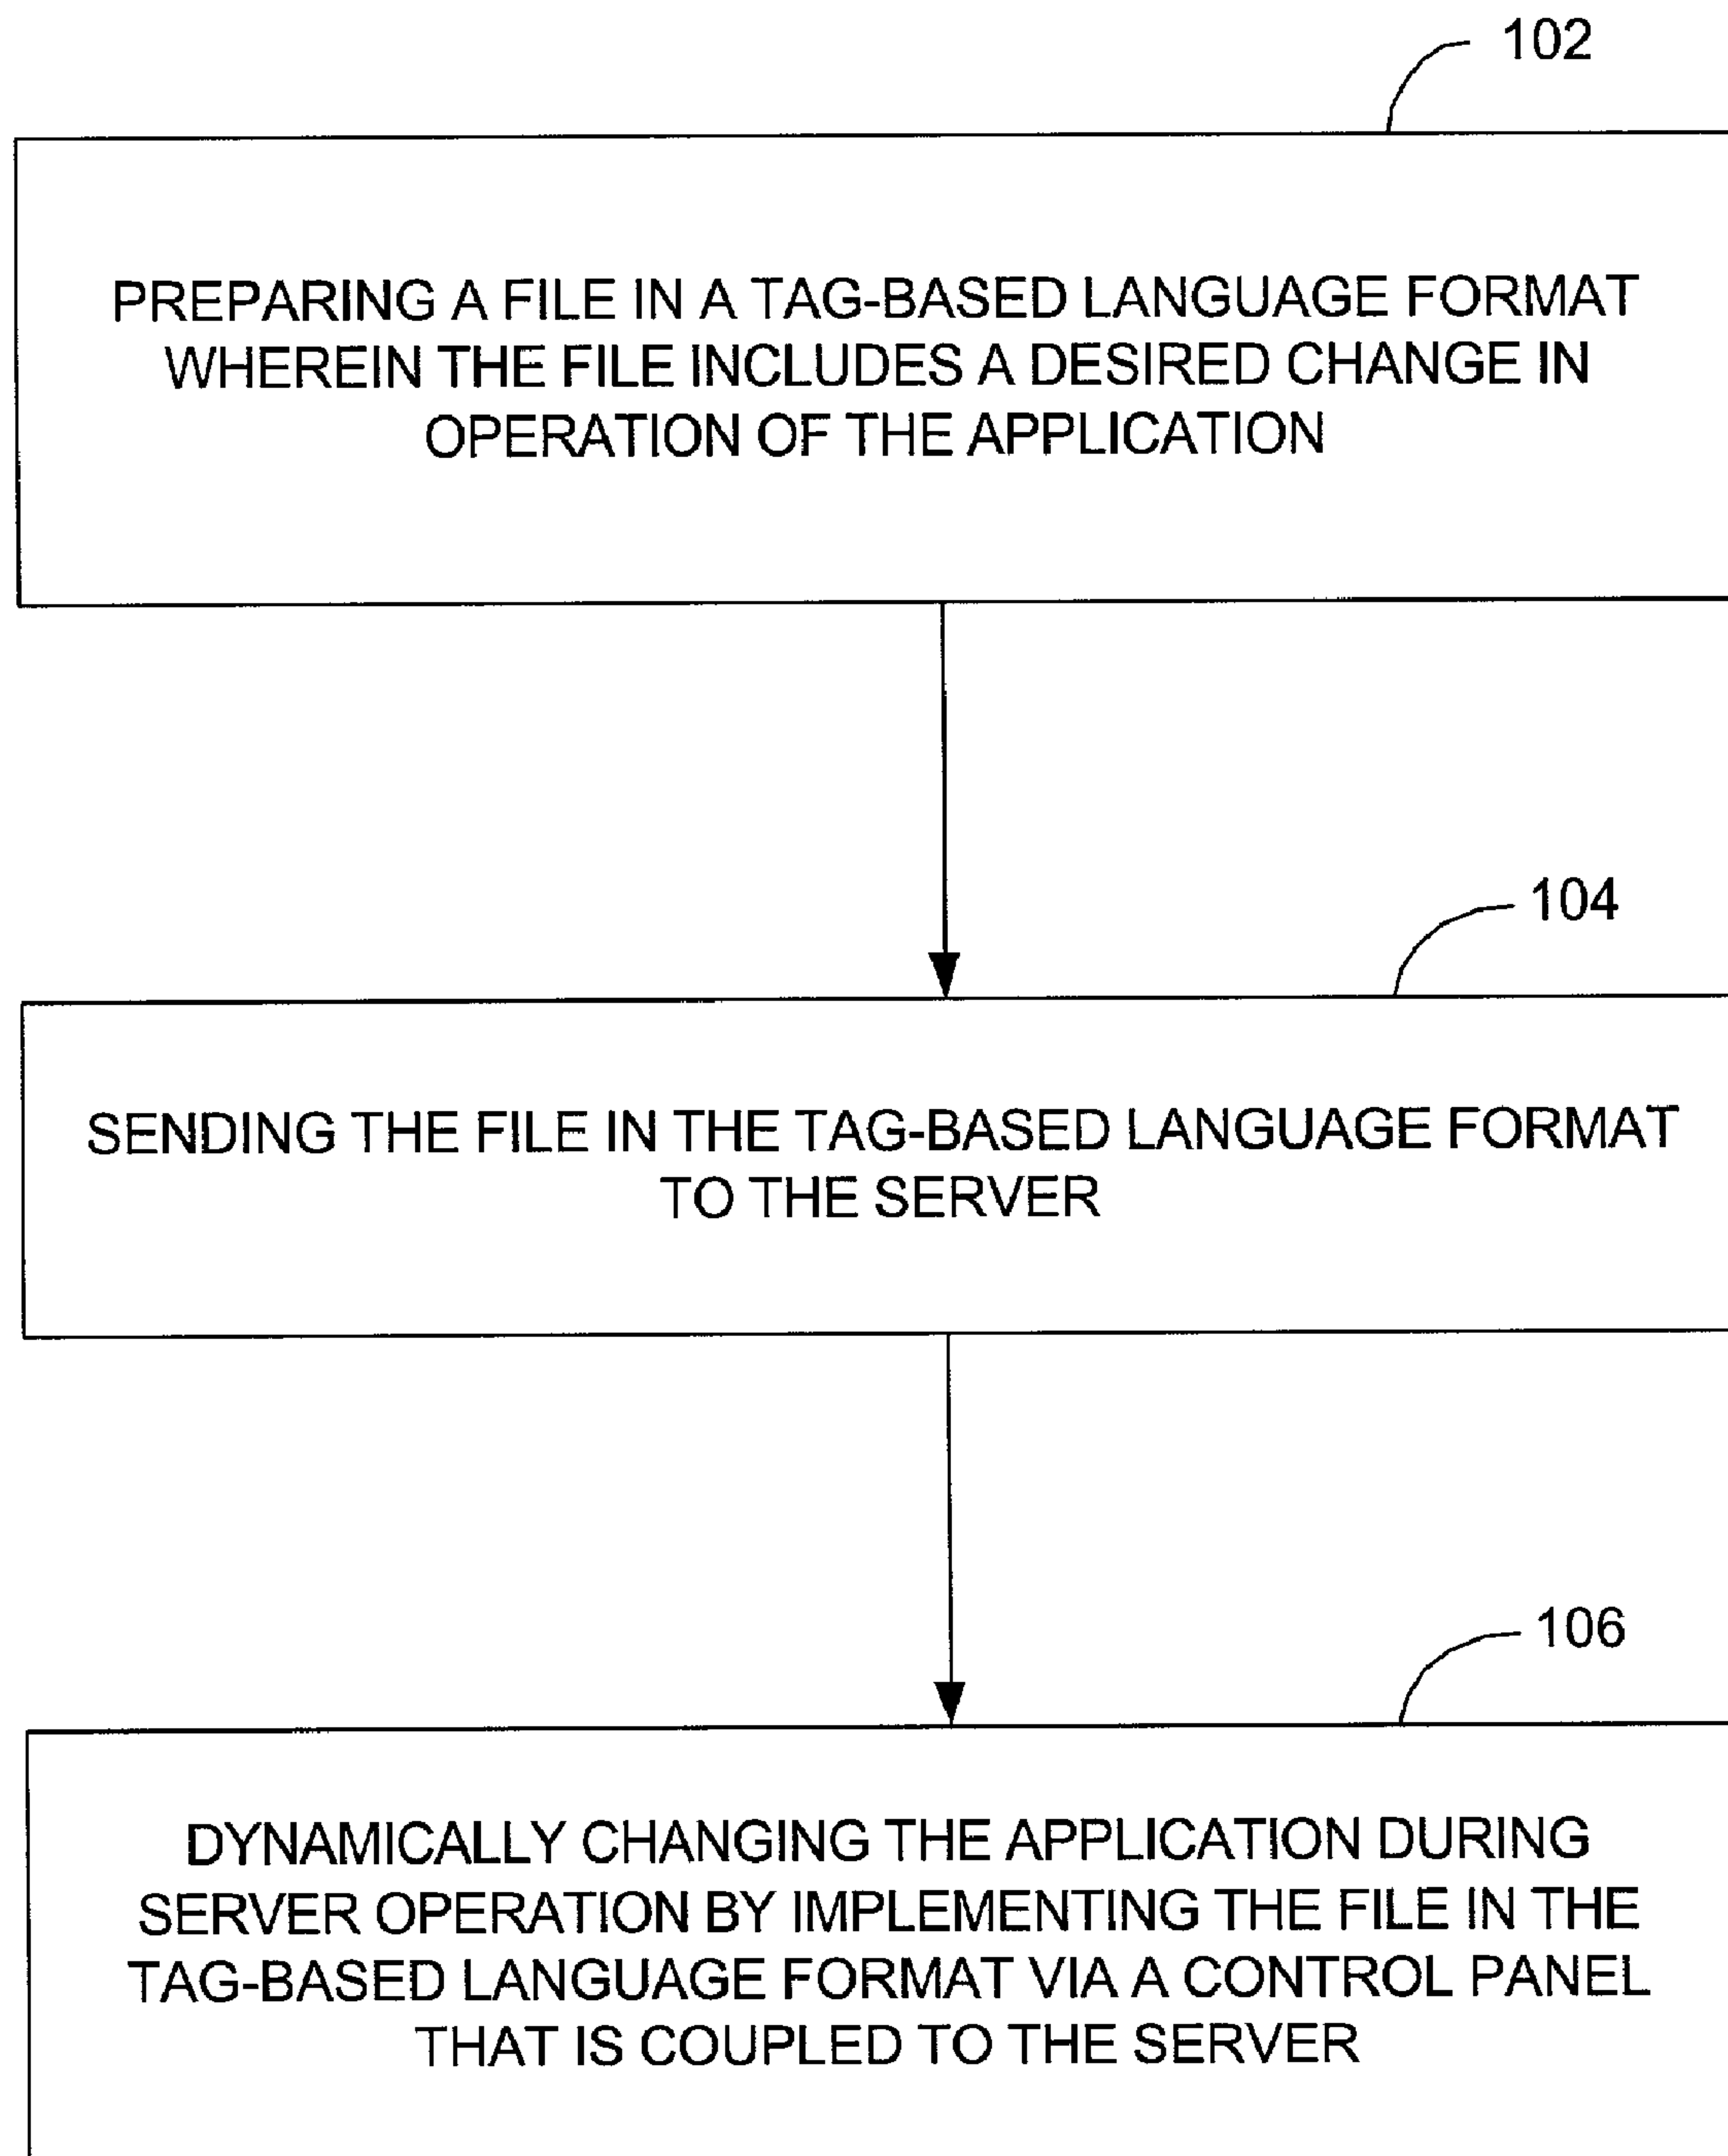 102
PREPARING A FILE IN A TAG-BASED LANGUAGE FORMAT
WHEREIN THE FILE INCLUDES A DESIRED CHANGE IN
OPERATION OF THE APPLICATION
104
SENDING THE FILE IN THE TAG-BASED LANGUAGE FORMAT
TO THE SERVER
106
DYNAMICALLY CHANGING THE APPLICATION DURING
SERVER OPERATION BY IMPLEMENTING THE FILE IN THE
TAG-BASED LANGUAGE FORMAT VIA A CONTROL PANEL
THAT IS COUPLED TO THE SERVER